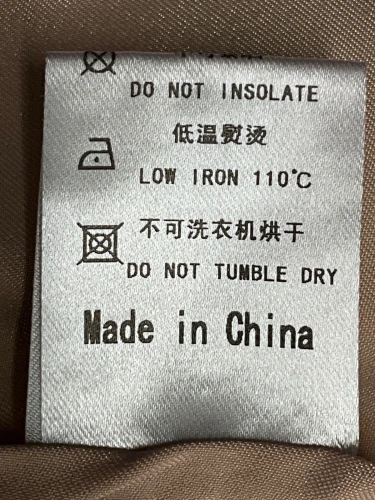 DO NOT INSOLATE
低温熨烫
LOW IRON 110℃
不可洗衣机烘干
DO NOT TUMBLE DRY
Made in China